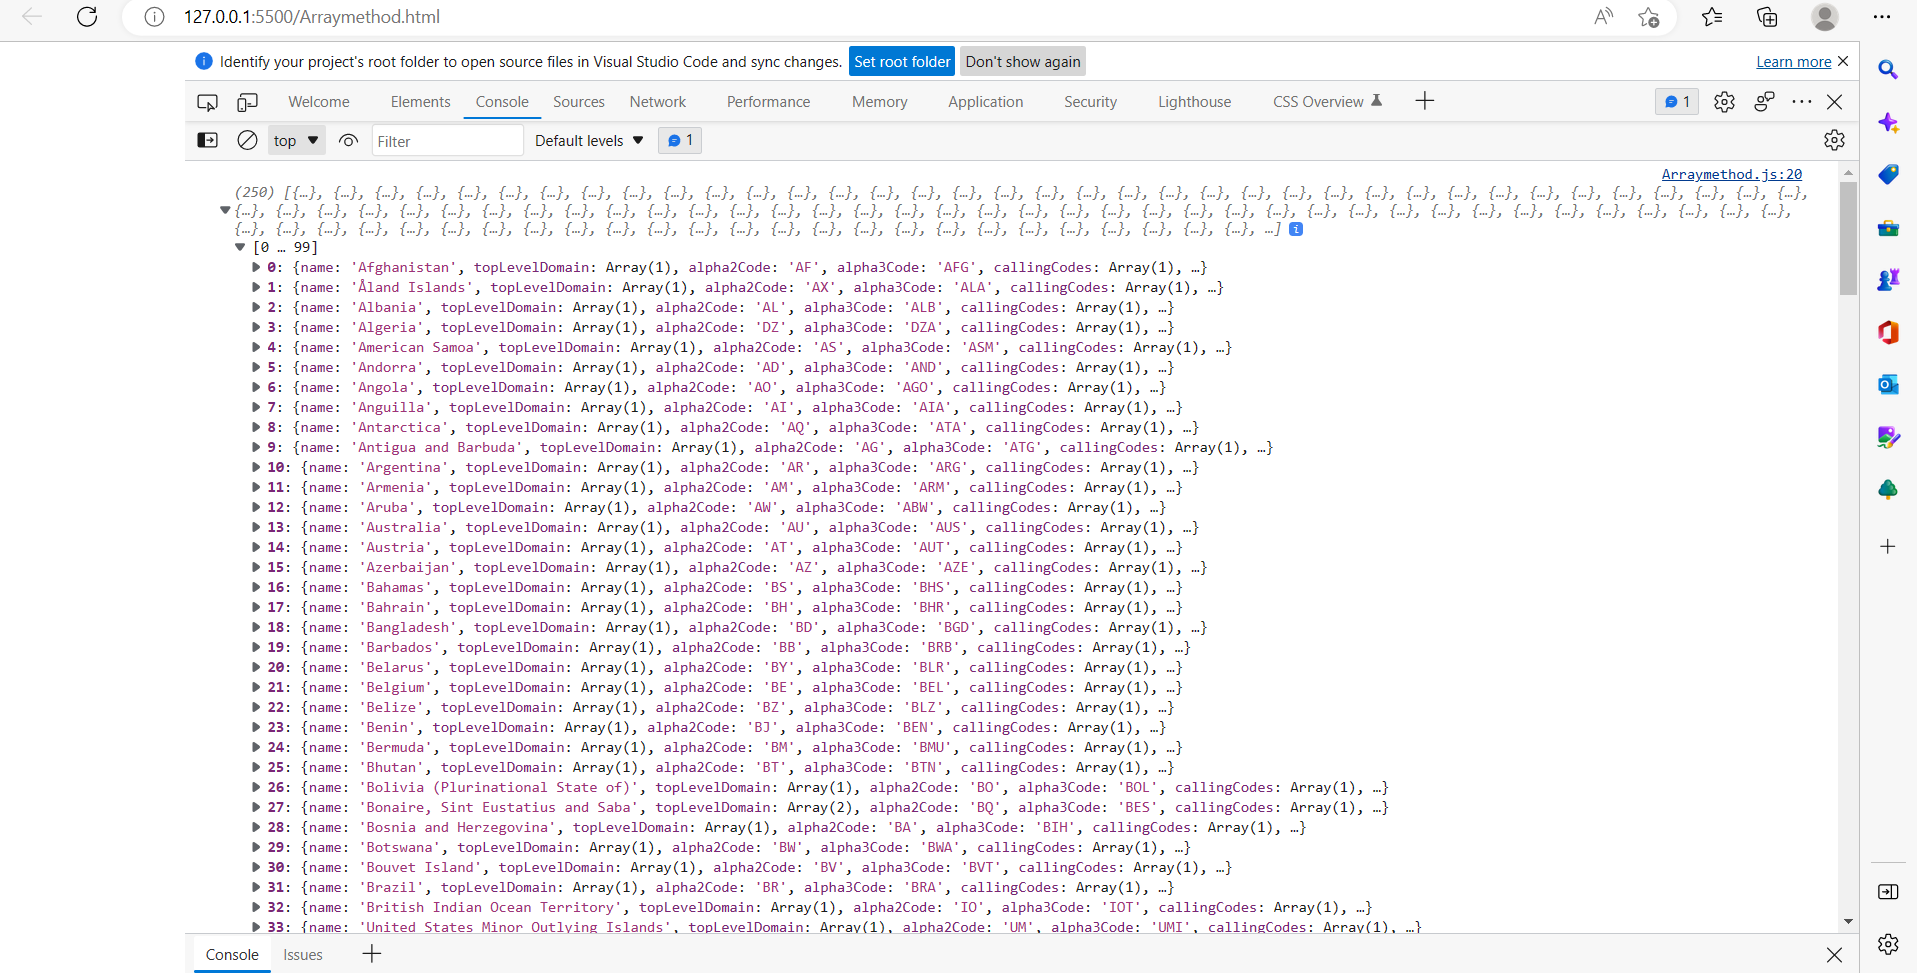 127.0.0.1:5500/Arraymethod.html
Identify your project's root folder to open source files in Visual Studio Code and sync changes. Set root folder Don't show again Learn more
Welcome Elements Console Sources Network Performance Memory Application Security Lighthouse CSS Overview 1
top Filter Default levels 1
Arraymethod.js:20
(250) [{…}, {…}, {…}, {…}, {…}, {…}, {…}, {…}, {…}, {…}, {…}, {…}, {…}, {…}, {…}, {…}, {…}, {…}, {…}, {…}, {…}, {…}, {…}, {…}, {…}, {…}, {…}, {…}, {…}, {…}, {…}, {…}, {…}, {…}, {…}, {…}, {…},
{…}, {…}, {…}, {…}, {…}, {…}, {…}, {…}, {…}, {…}, {…}, {…}, {…}, {…}, {…}, {…}, {…}, {…}, {…}, {…}, {…}, {…}, {…}, {…}, {…}, {…}, {…}, {…}, {…}, {…}, {…}, {…}, {…}, {…}, {…}, {…}, {…}, {…},
{…}, {…}, {…}, {…}, {…}, {…}, {…}, {…}, {…}, {…}, {…}, {…}, {…}, {…}, {…}, {…}, {…}, {…}, {…}, {…}, {…}, {…}, {…}, {…}, {…}, …] i
[0 … 99]
0: {name: 'Afghanistan', topLevelDomain: Array(1), alpha2Code: 'AF', alpha3Code: 'AFG', callingCodes: Array(1), …}
1: {name: 'Åland Islands', topLevelDomain: Array(1), alpha2Code: 'AX', alpha3Code: 'ALA', callingCodes: Array(1), …}
2: {name: 'Albania', topLevelDomain: Array(1), alpha2Code: 'AL', alpha3Code: 'ALB', callingCodes: Array(1), …}
3: {name: 'Algeria', topLevelDomain: Array(1), alpha2Code: 'DZ', alpha3Code: 'DZA', callingCodes: Array(1), …}
4: {name: 'American Samoa', topLevelDomain: Array(1), alpha2Code: 'AS', alpha3Code: 'ASM', callingCodes: Array(1), …}
5: {name: 'Andorra', topLevelDomain: Array(1), alpha2Code: 'AD', alpha3Code: 'AND', callingCodes: Array(1), …}
6: {name: 'Angola', topLevelDomain: Array(1), alpha2Code: 'AO', alpha3Code: 'AGO', callingCodes: Array(1), …}
7: {name: 'Anguilla', topLevelDomain: Array(1), alpha2Code: 'AI', alpha3Code: 'AIA', callingCodes: Array(1), …}
8: {name: 'Antarctica', topLevelDomain: Array(1), alpha2Code: 'AQ', alpha3Code: 'ATA', callingCodes: Array(1), …}
9: {name: 'Antigua and Barbuda', topLevelDomain: Array(1), alpha2Code: 'AG', alpha3Code: 'ATG', callingCodes: Array(1), …}
10: {name: 'Argentina', topLevelDomain: Array(1), alpha2Code: 'AR', alpha3Code: 'ARG', callingCodes: Array(1), …}
11: {name: 'Armenia', topLevelDomain: Array(1), alpha2Code: 'AM', alpha3Code: 'ARM', callingCodes: Array(1), …}
12: {name: 'Aruba', topLevelDomain: Array(1), alpha2Code: 'AW', alpha3Code: 'ABW', callingCodes: Array(1), …}
13: {name: 'Australia', topLevelDomain: Array(1), alpha2Code: 'AU', alpha3Code: 'AUS', callingCodes: Array(1), …}
14: {name: 'Austria', topLevelDomain: Array(1), alpha2Code: 'AT', alpha3Code: 'AUT', callingCodes: Array(1), …}
15: {name: 'Azerbaijan', topLevelDomain: Array(1), alpha2Code: 'AZ', alpha3Code: 'AZE', callingCodes: Array(1), …}
16: {name: 'Bahamas', topLevelDomain: Array(1), alpha2Code: 'BS', alpha3Code: 'BHS', callingCodes: Array(1), …}
17: {name: 'Bahrain', topLevelDomain: Array(1), alpha2Code: 'BH', alpha3Code: 'BHR', callingCodes: Array(1), …}
18: {name: 'Bangladesh', topLevelDomain: Array(1), alpha2Code: 'BD', alpha3Code: 'BGD', callingCodes: Array(1), …}
19: {name: 'Barbados', topLevelDomain: Array(1), alpha2Code: 'BB', alpha3Code: 'BRB', callingCodes: Array(1), …}
20: {name: 'Belarus', topLevelDomain: Array(1), alpha2Code: 'BY', alpha3Code: 'BLR', callingCodes: Array(1), …}
21: {name: 'Belgium', topLevelDomain: Array(1), alpha2Code: 'BE', alpha3Code: 'BEL', callingCodes: Array(1), …}
22: {name: 'Belize', topLevelDomain: Array(1), alpha2Code: 'BZ', alpha3Code: 'BLZ', callingCodes: Array(1), …}
23: {name: 'Benin', topLevelDomain: Array(1), alpha2Code: 'BJ', alpha3Code: 'BEN', callingCodes: Array(1), …}
24: {name: 'Bermuda', topLevelDomain: Array(1), alpha2Code: 'BM', alpha3Code: 'BMU', callingCodes: Array(1), …}
25: {name: 'Bhutan', topLevelDomain: Array(1), alpha2Code: 'BT', alpha3Code: 'BTN', callingCodes: Array(1), …}
26: {name: 'Bolivia (Plurinational State of)', topLevelDomain: Array(1), alpha2Code: 'BO', alpha3Code: 'BOL', callingCodes: Array(1), …}
27: {name: 'Bonaire, Sint Eustatius and Saba', topLevelDomain: Array(2), alpha2Code: 'BQ', alpha3Code: 'BES', callingCodes: Array(1), …}
28: {name: 'Bosnia and Herzegovina', topLevelDomain: Array(1), alpha2Code: 'BA', alpha3Code: 'BIH', callingCodes: Array(1), …}
29: {name: 'Botswana', topLevelDomain: Array(1), alpha2Code: 'BW', alpha3Code: 'BWA', callingCodes: Array(1), …}
30: {name: 'Bouvet Island', topLevelDomain: Array(1), alpha2Code: 'BV', alpha3Code: 'BVT', callingCodes: Array(1), …}
31: {name: 'Brazil', topLevelDomain: Array(1), alpha2Code: 'BR', alpha3Code: 'BRA', callingCodes: Array(1), …}
32: {name: 'British Indian Ocean Territory', topLevelDomain: Array(1), alpha2Code: 'IO', alpha3Code: 'IOT', callingCodes: Array(1), …}
33: {name: 'United States Minor Outlying Islands', topLevelDomain: Array(1), alpha2Code: 'UM', alpha3Code: 'UMI', callingCodes: Array(1), …}
Console Issues